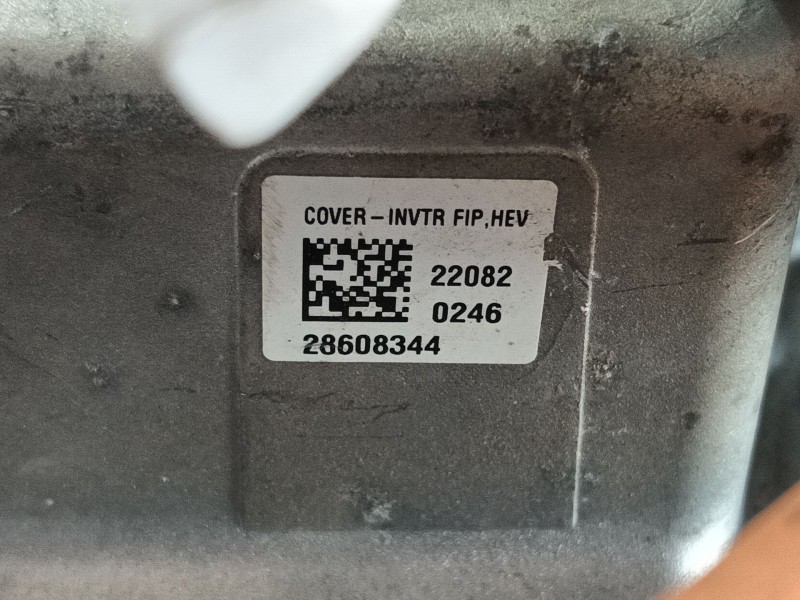 COVER – INVTR FIP, HEV
22082
0246
28608344